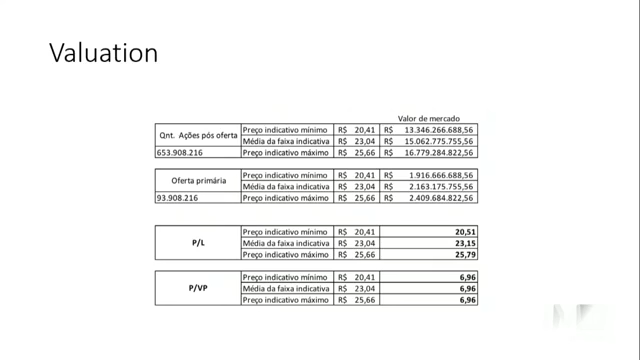 Valuation
Valor de mercado
Qnt. Ações pós oferta
653.908.216
Preço indicativo mínimo R$ 20,41 R$ 13.346.266.688,56
Média da faixa indicativa R$ 23,04 R$ 15.062.775.755,56
Preço indicativo máximo R$ 25,66 R$ 16.779.284.822,56
Oferta primária
93.908.216
Preço indicativo mínimo R$ 20,41 R$ 1.916.666.688,56
Média da faixa indicativa R$ 23,04 R$ 2.163.175.755,56
Preço indicativo máximo R$ 25,66 R$ 2.409.684.822,56
P/L
Preço indicativo mínimo R$ 20,41 20,51
Média da faixa indicativa R$ 23,04 23,15
Preço indicativo máximo R$ 25,66 25,79
P/VP
Preço indicativo mínimo R$ 20,41 6,96
Média da faixa indicativa R$ 23,04 6,96
Preço indicativo máximo R$ 25,66 6,96